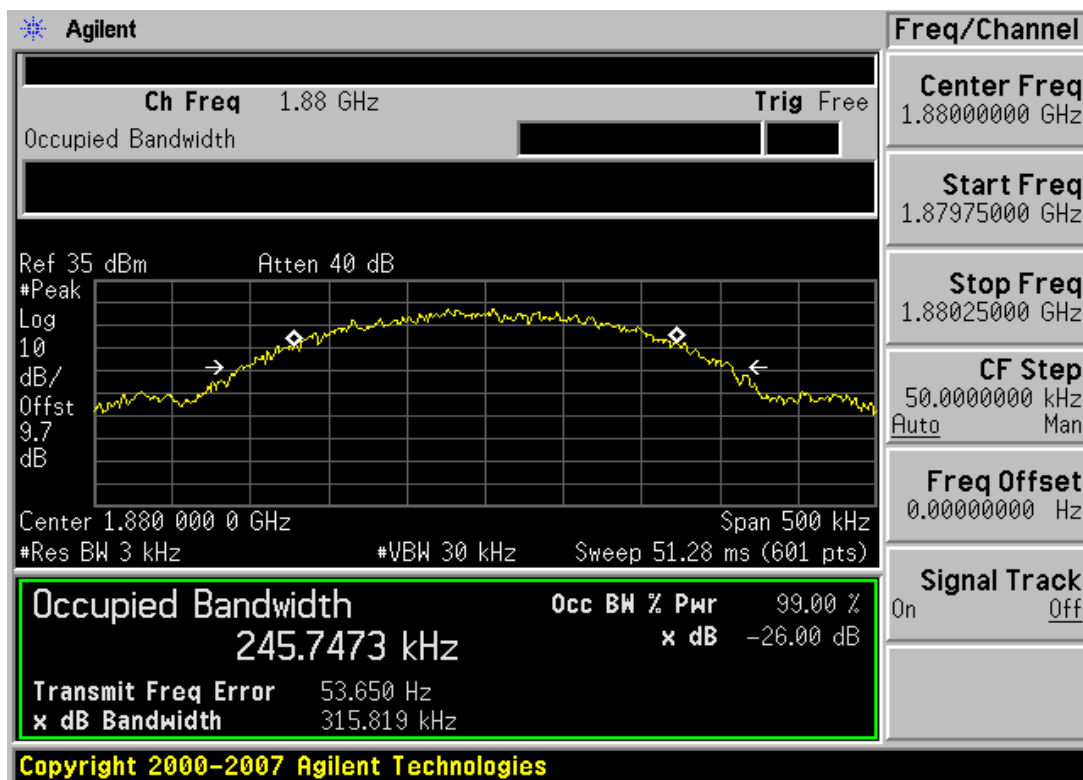 Agilent
Freq/Channel
Ch Freq 1.88 GHz Trig Free
Occupied Bandwidth
Center Freq
1.88000000 GHz
Start Freq
1.87975000 GHz
Stop Freq
1.88025000 GHz
CF Step
50.0000000 kHz
Auto Man
Freq Offset
0.00000000 Hz
Signal Track
On Off
Ref 35 dBm Atten 40 dB
#Peak
Log
10
dB/
Offst
9.7
dB
Center 1.880 000 0 GHz Span 500 kHz
#Res BW 3 kHz #VBW 30 kHz Sweep 51.28 ms (601 pts)
Occupied Bandwidth
245.7473 kHz
Occ BW % Pwr 99.00 %
x dB -26.00 dB
Transmit Freq Error 53.650 Hz
x dB Bandwidth 315.819 kHz
Copyright 2000-2007 Agilent Technologies